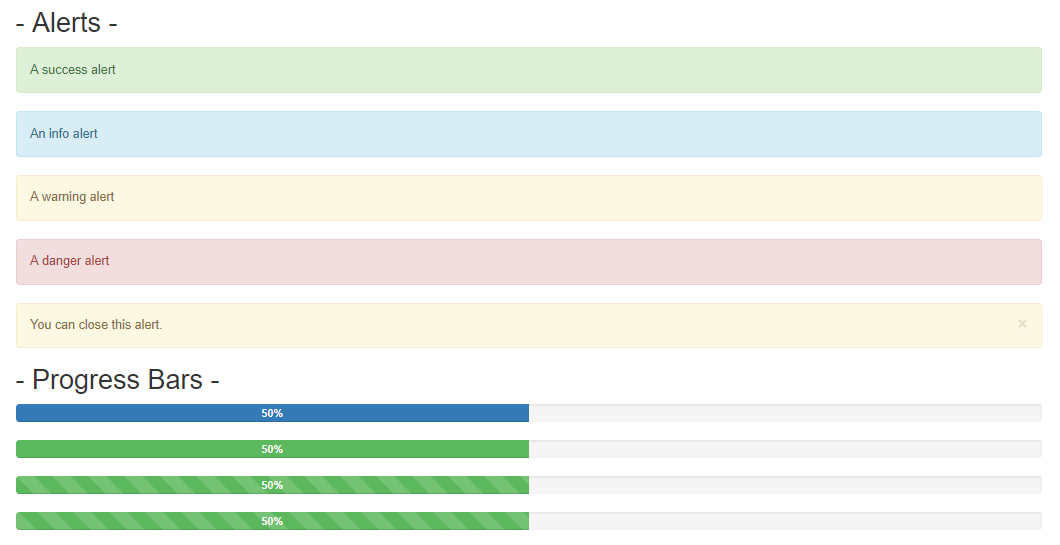 - Alerts -
A success alert
An info alert
A warning alert
A danger alert
You can close this alert.
×
- Progress Bars -
50%
50%
50%
50%